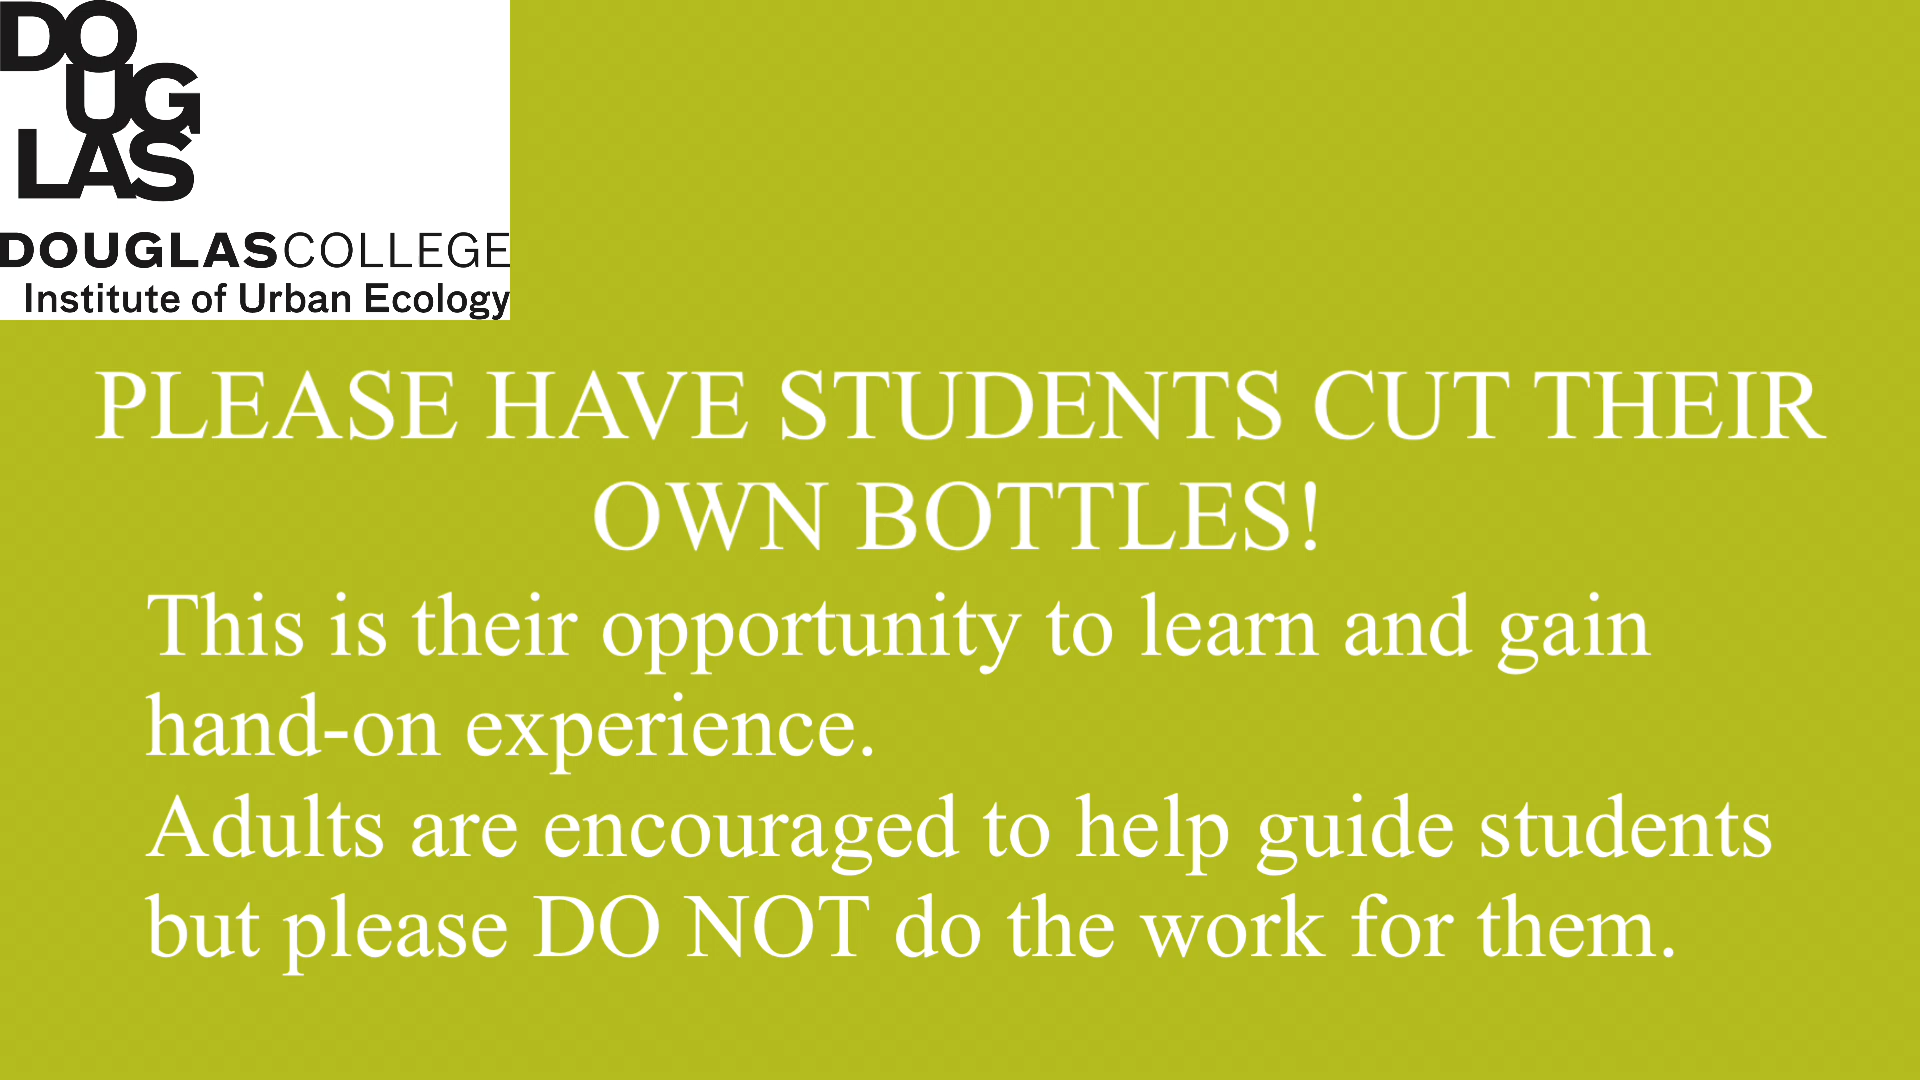 DO
UG
LAS
DOUGLASCOLLEGE
Institute of Urban Ecology
PLEASE HAVE STUDENTS CUT THEIR
OWN BOTTLES!
This is their opportunity to learn and gain
hand-on experience.
Adults are encouraged to help guide students
but please DO NOT do the work for them.